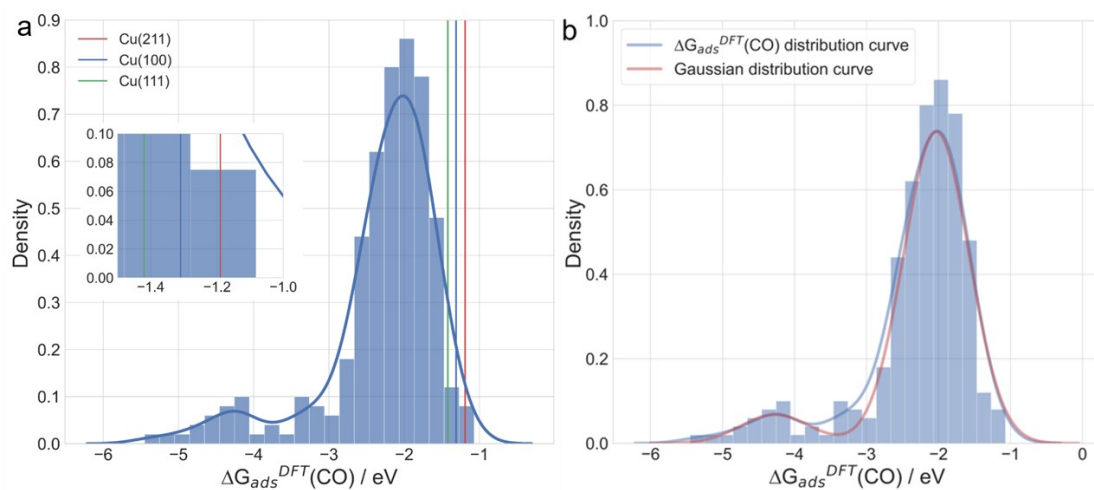 a
Cu(211)
Cu(100)
Cu(111)
0.9
0.8
0.7
0.6
0.5
0.4
0.3
0.2
0.1
0.0
Density
0.10
0.08
0.06
0.04
0.02
0.00
−1.4 −1.2 −1.0
−6 −5 −4 −3 −2 −1
ΔG_ads^DFT(CO) / eV
b
ΔG_ads^DFT(CO) distribution curve
Gaussian distribution curve
1.0
0.8
0.6
0.4
0.2
0.0
Density
−6 −5 −4 −3 −2 −1 0
ΔG_ads^DFT(CO) / eV